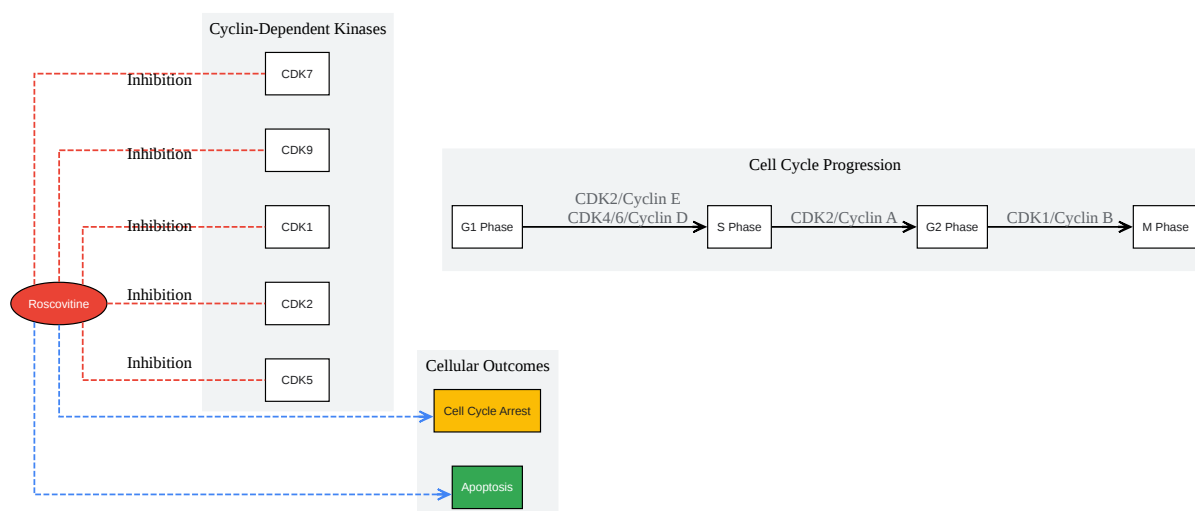 Cyclin-Dependent Kinases
CDK7
Inhibition
CDK9
Inhibition
CDK1
Inhibition
CDK2
Inhibition
CDK5
Inhibition
Roscovitine
Cell Cycle Progression
G1 Phase
CDK2/Cyclin E
CDK4/6/Cyclin D
S Phase
CDK2/Cyclin A
G2 Phase
CDK1/Cyclin B
M Phase
Cellular Outcomes
Cell Cycle Arrest
Apoptosis